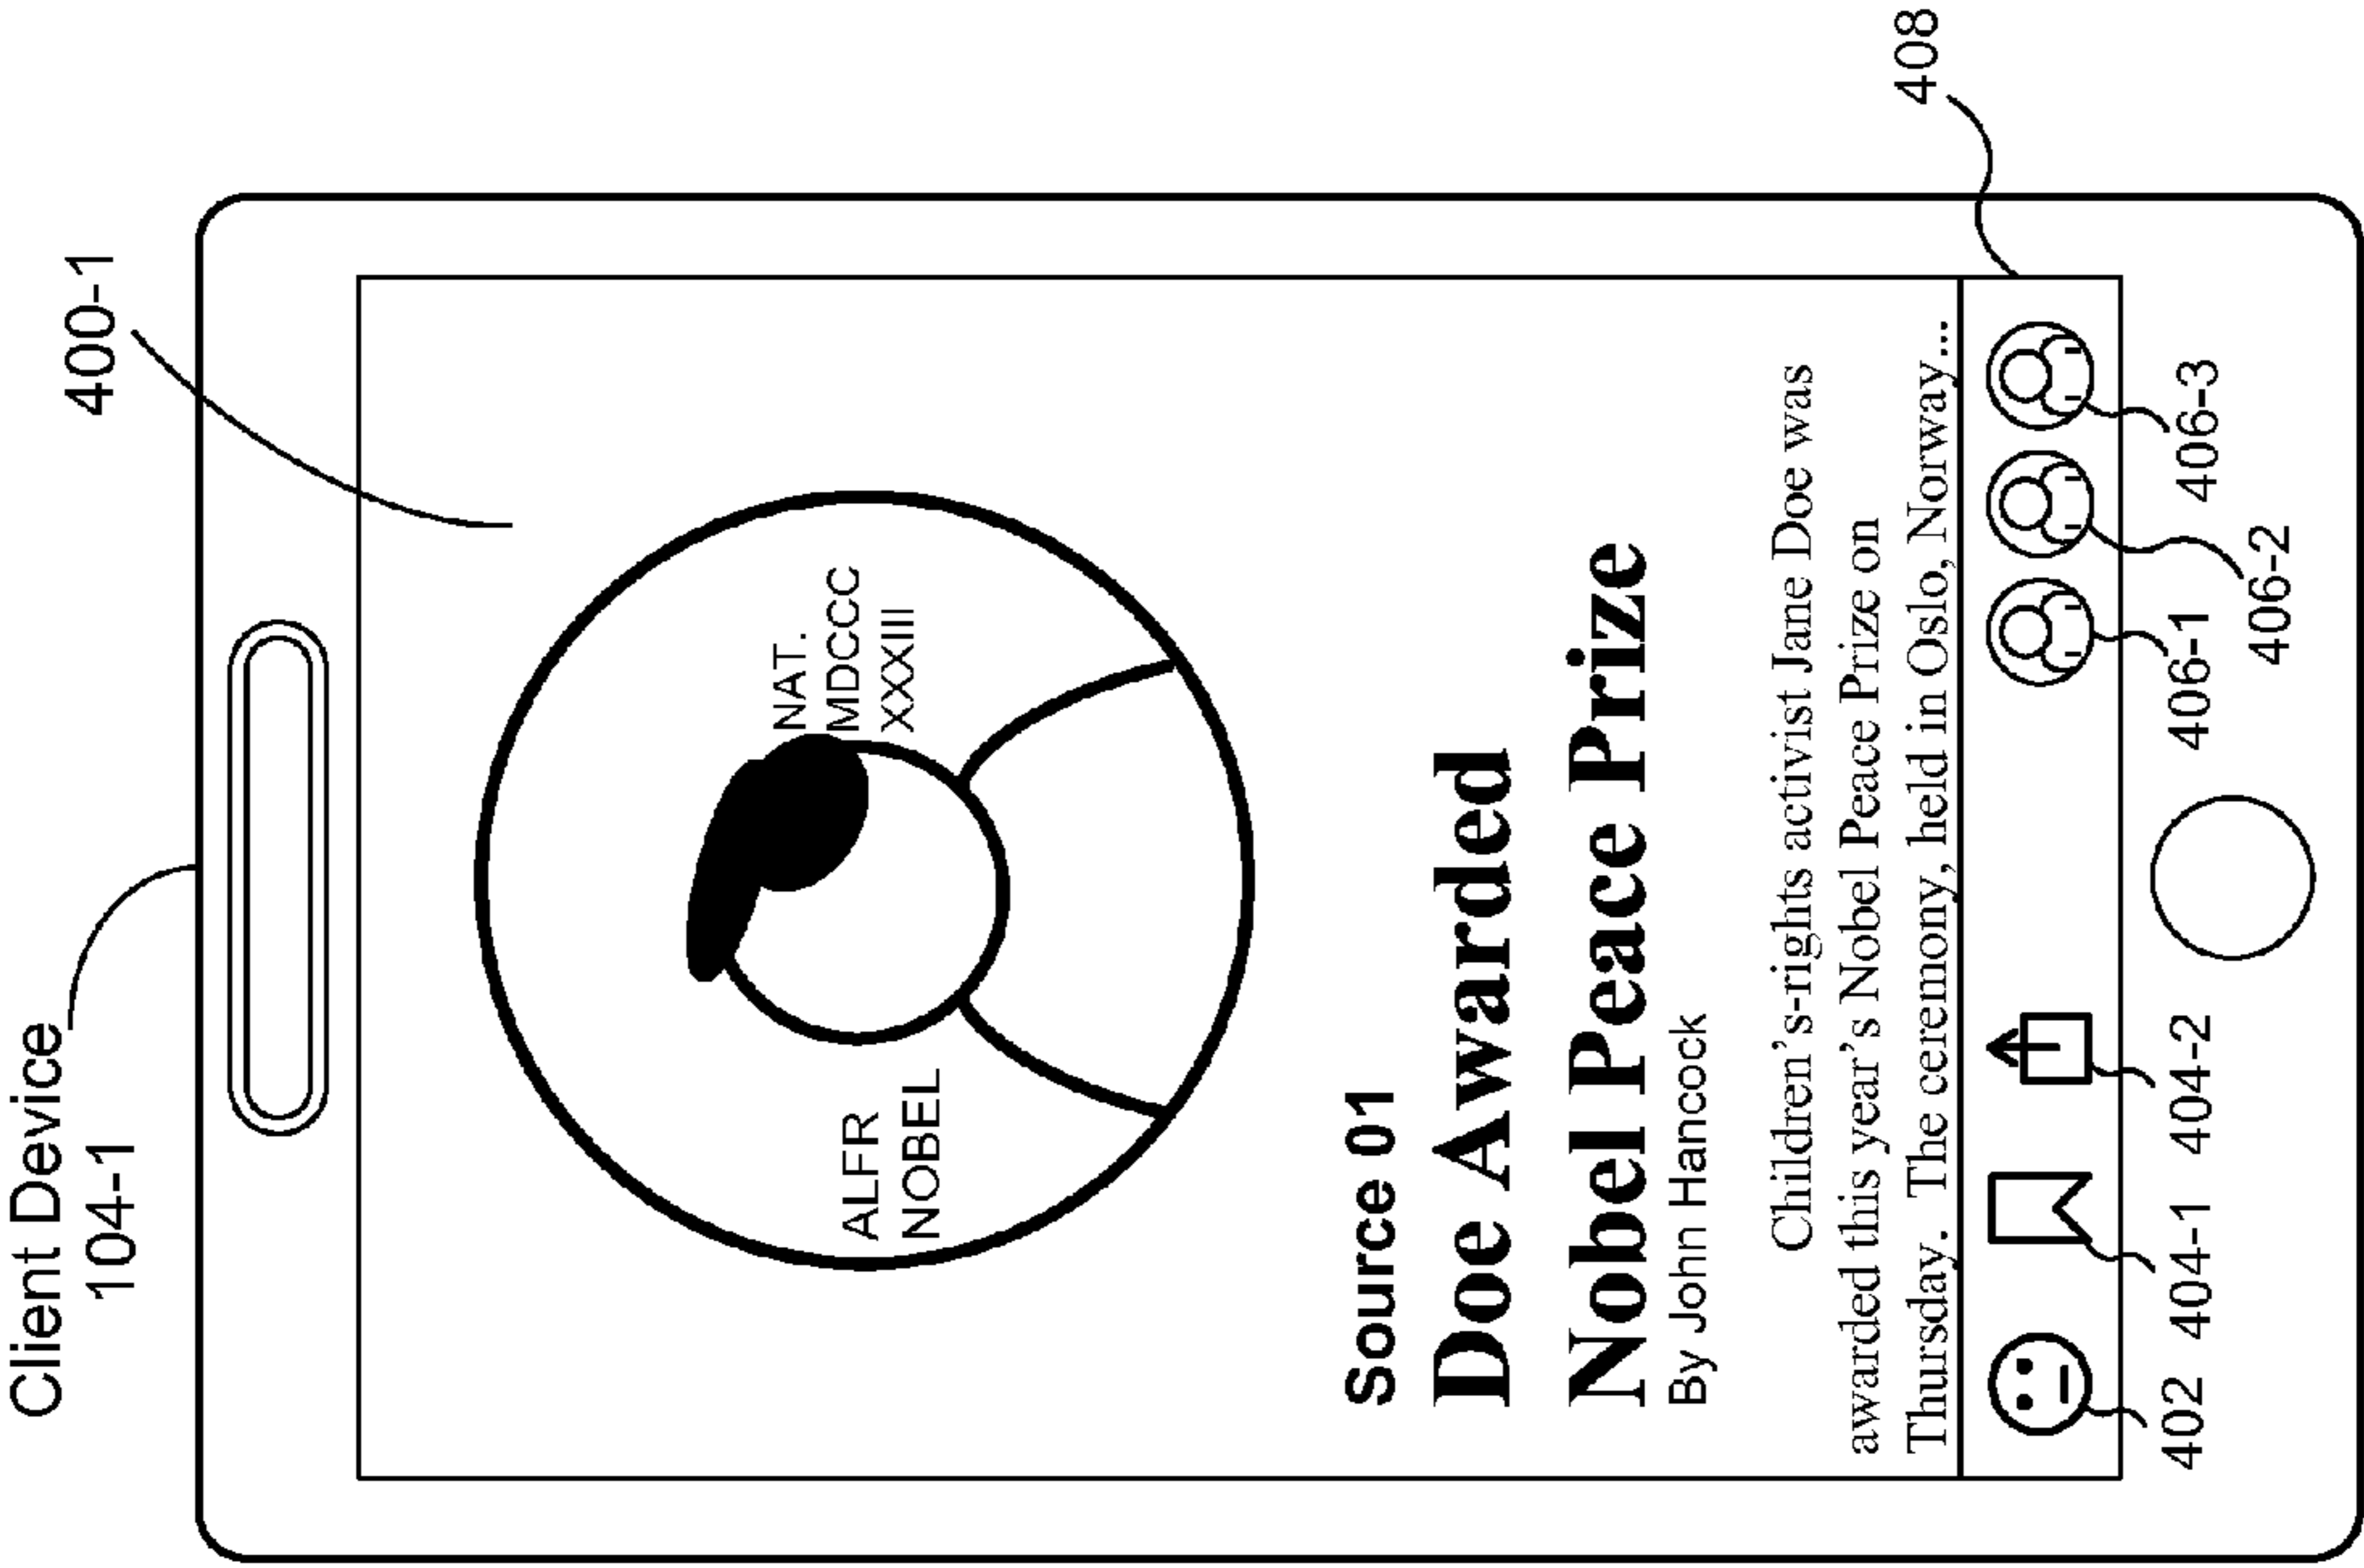 Client Device
104-1
400-1
ALFR
NOBEL
NAT.
MDCCC
XXXIII
Source 01
Doe Awarded
Nobel Peace Prize
By John Hancock
Children's-rights activist Jane Doe was
awarded this year's Nobel Peace Prize on
Thursday. The ceremony, held in Oslo, Norway...
408
402
404-1
404-2
406-1
406-2
406-3